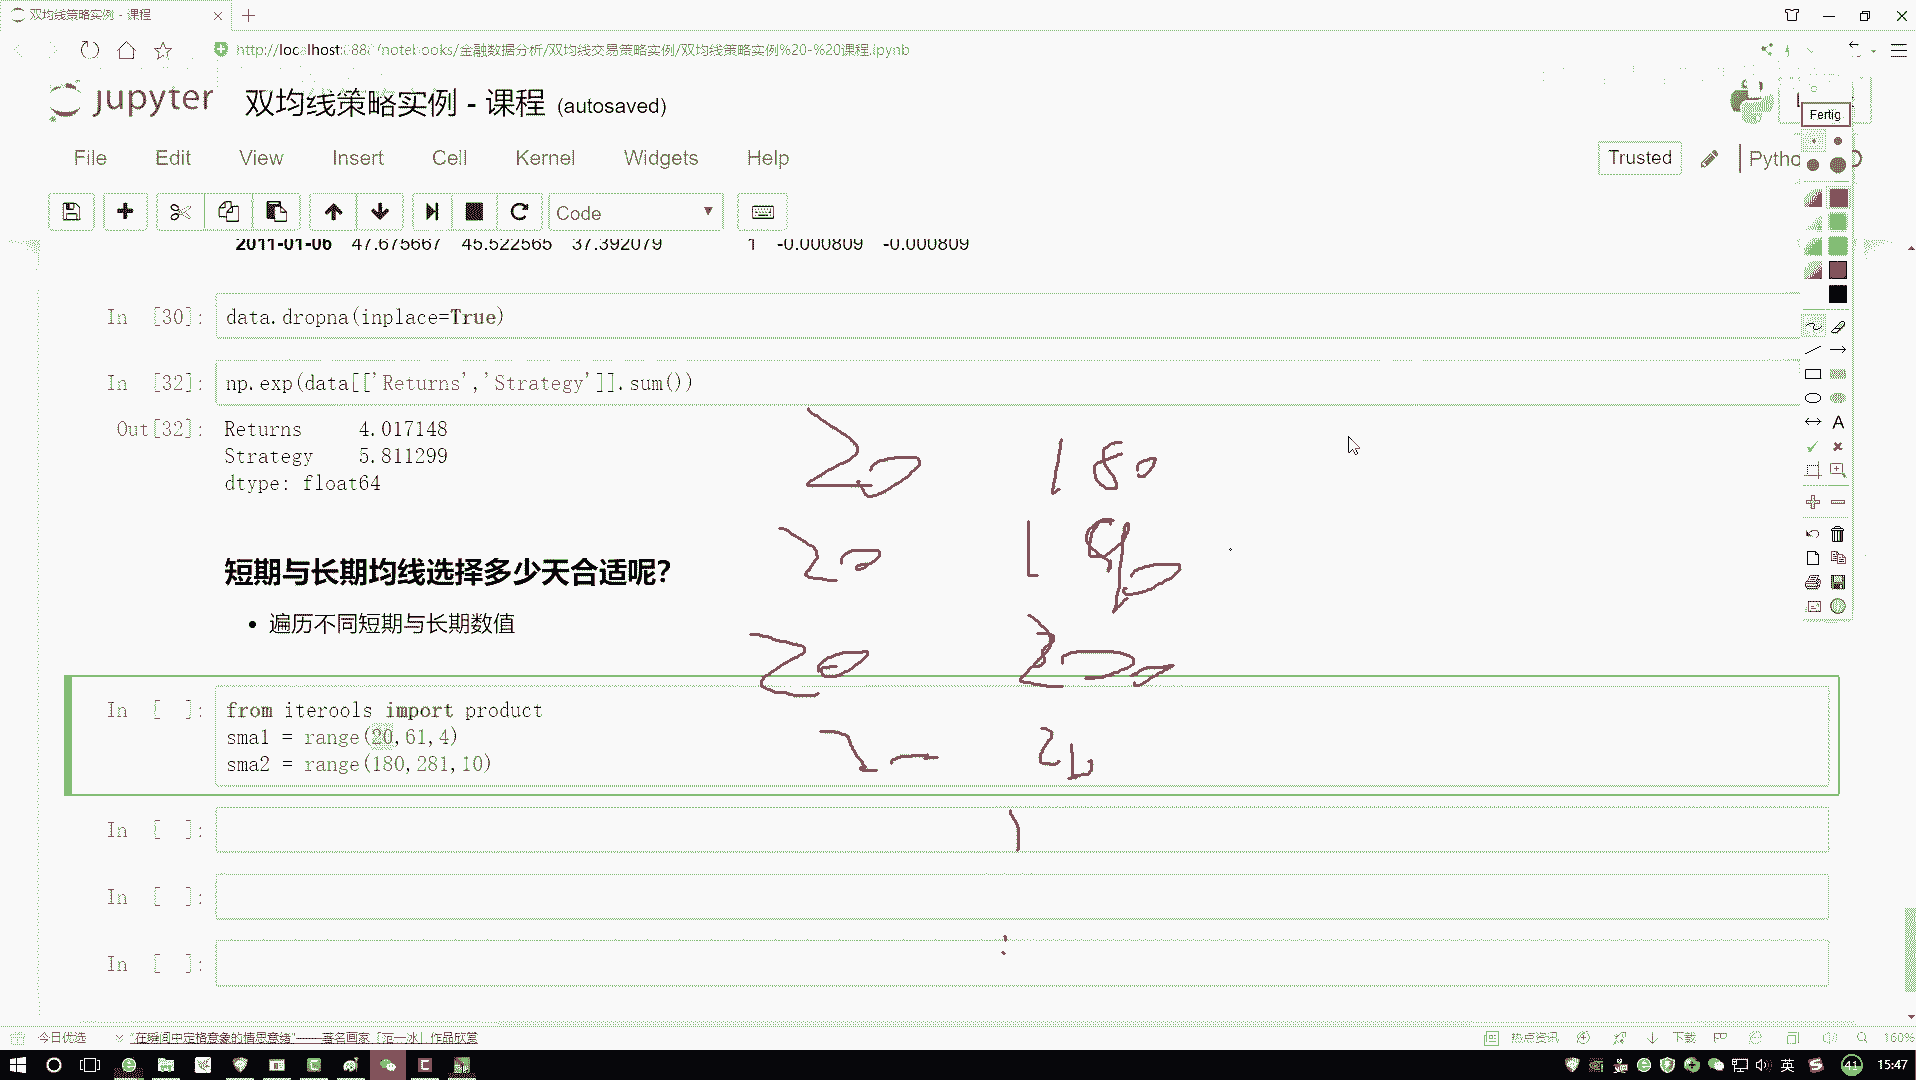 双均线策略实例 - 课程
http://localhost:888/notebooks/金融数据分析/双均线交易策略实例/双均线策略实例%20-%20课程.ipynb
jupyter 双均线策略实例 - 课程 (autosaved)
Fertig
File Edit View Insert Cell Kernel Widgets Help
Trusted
Pytho
Code
2011-01-06 47.675667 45.522565 37.392079 1 -0.000809 -0.000809
In [30]: data.dropna(inplace=True)
In [32]: np.exp(data[['Returns','Strategy']].sum())
Out[32]: Returns 4.017148
Strategy 5.811299
dtype: float64
20 180
20 190
20 200
短期与长期均线选择多少天合适呢?
• 遍历不同短期与长期数值
In [ ]: from iterools import product
sma1 = range(20,61,4)
sma2 = range(180,281,10)
In [ ]:
In [ ]:
In [ ]:
今日优选
"在瞬间中定格意象的情思意绪"——著名画家「范一冰」作品欣赏
热点资讯
下载
160%
英
41
15:47